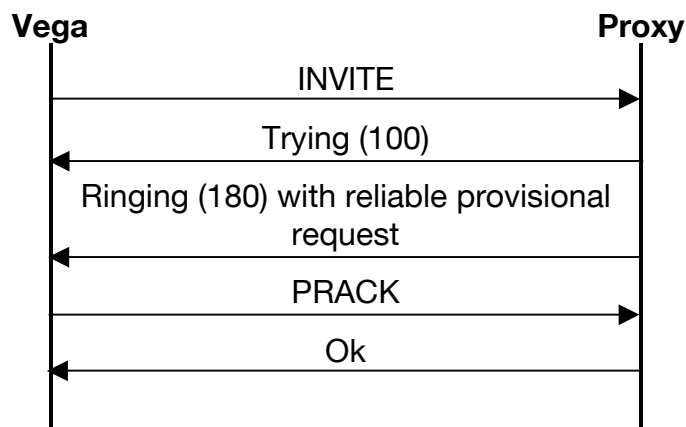 Vega
Proxy
INVITE
Trying (100)
Ringing (180) with reliable provisional
request
PRACK
Ok